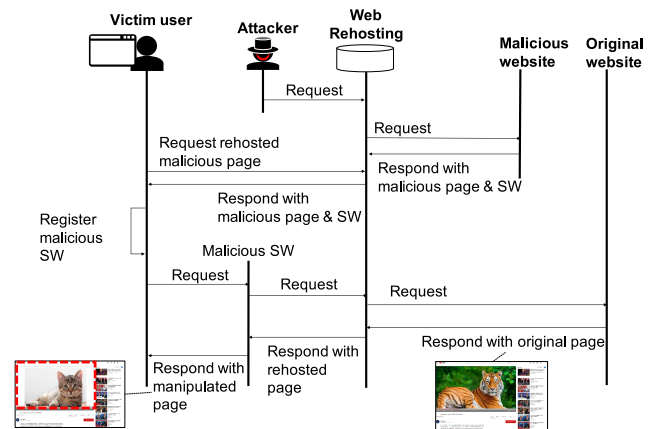 Victim user
Attacker
Web
Rehosting
Malicious
website
Original
website
Request
Request
Request rehosted
malicious page
Respond with
malicious page & SW
Respond with
malicious page & SW
Register
malicious
SW
Malicious SW
Request
Request
Request
Respond with original page
Respond with
rehosted
page
Respond with
manipulated
page